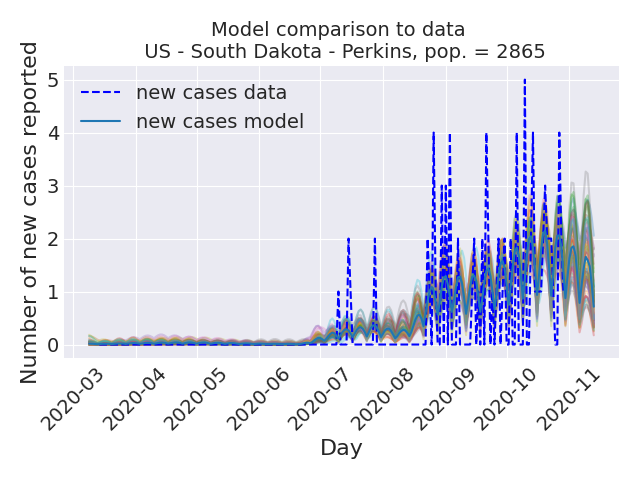 Model comparison to data
US - South Dakota - Perkins, pop. = 2865
Number of new cases reported
5
4
3
2
1
0
new cases data
new cases model
2020-03
2020-04
2020-05
2020-06
2020-07
2020-08
2020-09
2020-10
2020-11
Day